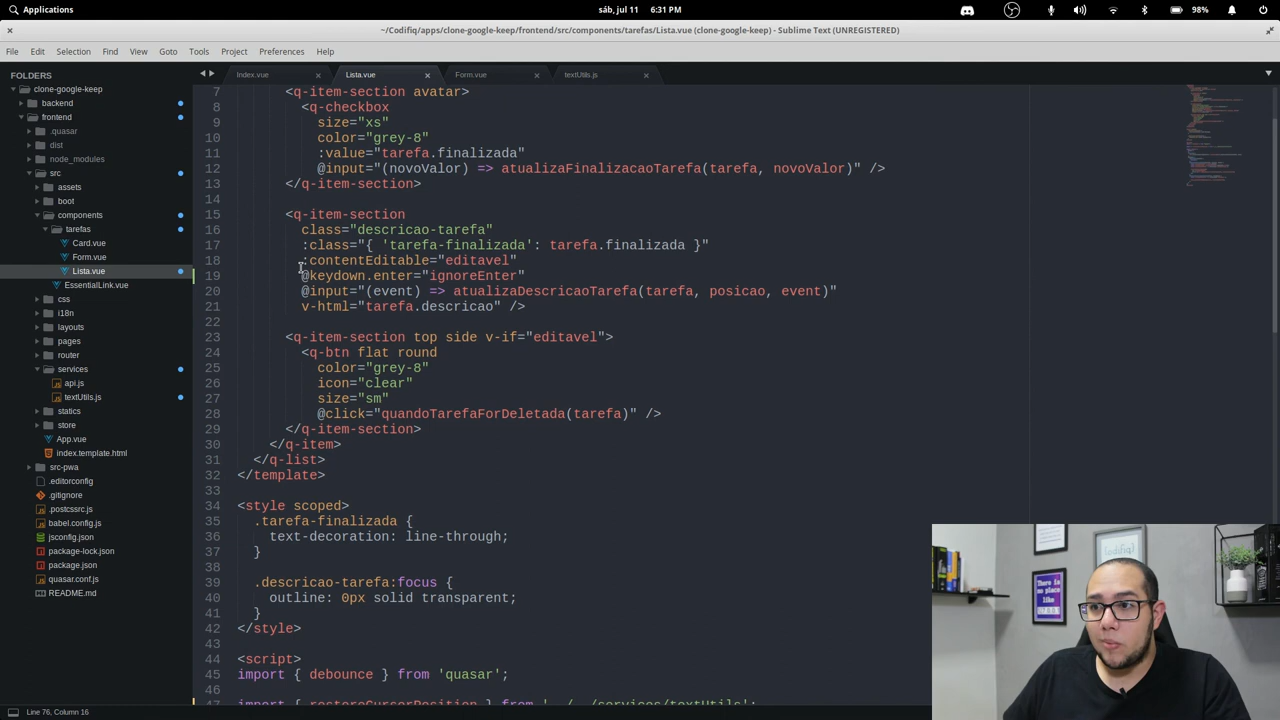 Applications
sáb, jul 11 6:31 PM
98%
~/Codifiq/apps/clone-google-keep/frontend/src/components/tarefas/Lista.vue (clone-google-keep) - Sublime Text (UNREGISTERED)
File Edit Selection Find View Goto Tools Project Preferences Help
FOLDERS
clone-google-keep
backend
frontend
.quasar
dist
node_modules
src
assets
boot
components
tarefas
Card.vue
Form.vue
Lista.vue
EssentialLink.vue
css
i18n
layouts
pages
router
services
api.js
textUtils.js
statics
store
App.vue
index.template.html
src-pwa
.editorconfig
.gitignore
.postcssrc.js
babel.config.js
jsconfig.json
package-lock.json
package.json
quasar.conf.js
README.md
Index.vue Lista.vue Form.vue textUtils.js
7 <q-item-section avatar>
8 <q-checkbox
9 size="xs"
10 color="grey-8"
11 :value="tarefa.finalizada"
12 @input="(novoValor) => atualizaFinalizacaoTarefa(tarefa, novoValor)" />
13 </q-item-section>
14
15 <q-item-section
16 class="descricao-tarefa"
17 :class="{ 'tarefa-finalizada': tarefa.finalizada }"
18 :contentEditable="editavel"
19 @keydown.enter="ignoreEnter"
20 @input="(event) => atualizaDescricaoTarefa(tarefa, posicao, event)"
21 v-html="tarefa.descricao" />
22
23 <q-item-section top side v-if="editavel">
24 <q-btn flat round
25 color="grey-8"
26 icon="clear"
27 size="sm"
28 @click="quandoTarefaForDeletada(tarefa)" />
29 </q-item-section>
30 </q-item>
31 </q-list>
32 </template>
33
34 <style scoped>
35 .tarefa-finalizada {
36 text-decoration: line-through;
37 }
38
39 .descricao-tarefa:focus {
40 outline: 0px solid transparent;
41 }
42 </style>
43
44 <script>
45 import { debounce } from 'quasar';
46
47 import { restoreCursorPosition } from '../../services/textUtils';
Line 76, Column 16
There is
no place
like